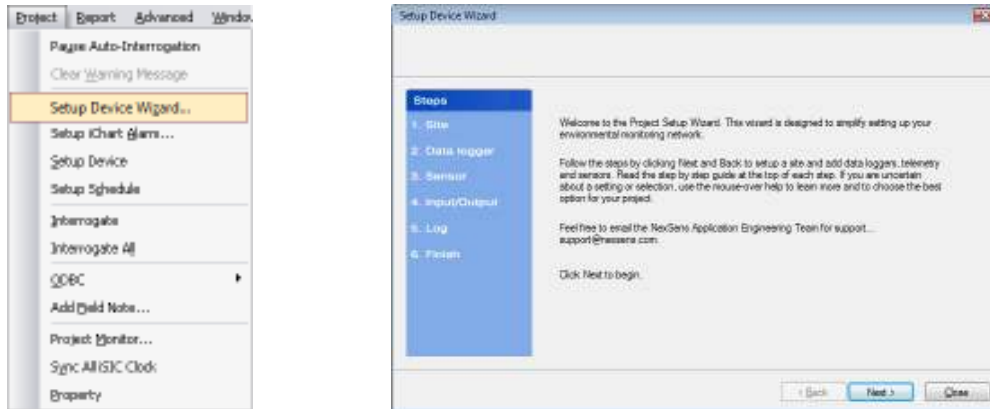 Project Report Advanced Window
Pause Auto-Interrogation
Clear Warning Message
Setup Device Wizard...
Setup iChart Alarm...
Setup Device
Setup Schedule
Interrogate
Interrogate All
ODBC
Add Field Note...
Project Monitor...
Sync All iSIC Clock
Property
Setup Device Wizard
Steps
1. Site
2. Data logger
3. Sensor
4. Input/Output
5. Log
6. Finish
Welcome to the Project Setup Wizard. This wizard is designed to simplify setting up your
environmental monitoring network.
Follow the steps by clicking Next and Back to setup a site and add data loggers, telemetry
and sensors. Read the step by step guide at the top of each step. If you are uncertain
about a setting or selection, use the mouse-over help to learn more and to choose the best
option for your project.
Feel free to email the NexSens Application Engineering Team for support...
support@nexsens.com.
Click Next to begin.
< Back Next > Close